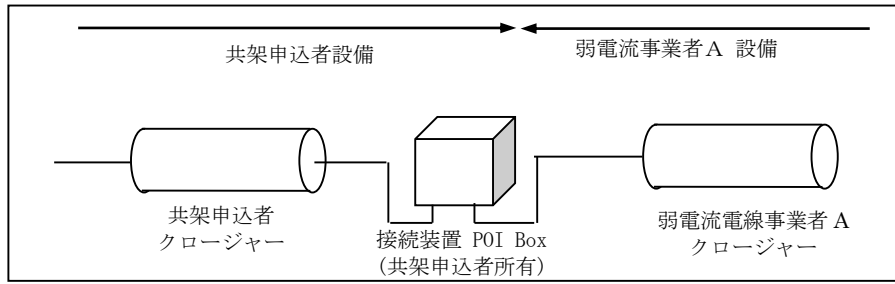 共架申込者設備
弱電流事業者A 設備
共架申込者
クロージャー
接続装置 POI Box
(共架申込者所有)
弱電流電線事業者 A
クロージャー